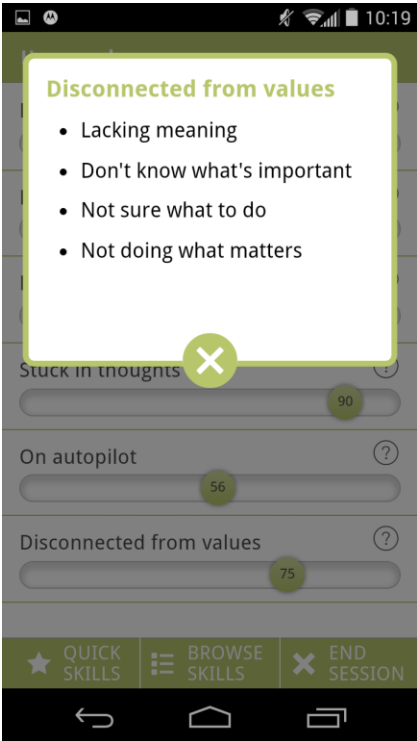 10:19
Disconnected from values
• Lacking meaning
• Don't know what's important
• Not sure what to do
• Not doing what matters
Stuck in thoughts
?
90
On autopilot
?
56
Disconnected from values
?
75
QUICK
SKILLS
BROWSE
SKILLS
END
SESSION